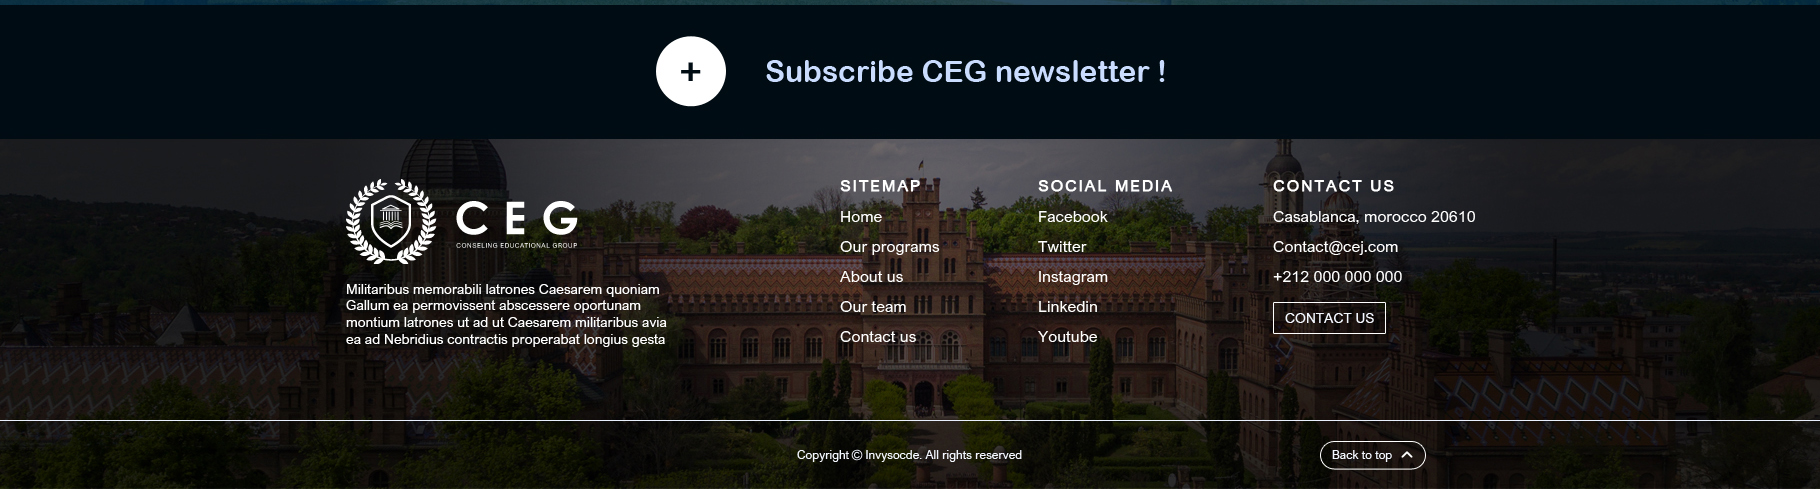 +
Subscribe CEG newsletter !
CEG
CONSELING EDUCATIONAL GROUP
Militaribus memorabili latrones Caesarem quoniam
Gallum ea permovissent abscessere oportunam
montium latrones ut ad ut Caesarem militaribus avia
ea ad Nebridius contractis properabat longius gesta
SITEMAP
Home
Our programs
About us
Our team
Contact us
SOCIAL MEDIA
Facebook
Twitter
Instagram
Linkedin
Youtube
CONTACT US
Casablanca, morocco 20610
Contact@cej.com
+212 000 000 000
CONTACT US
Copyright © Invysocde. All rights reserved
Back to top